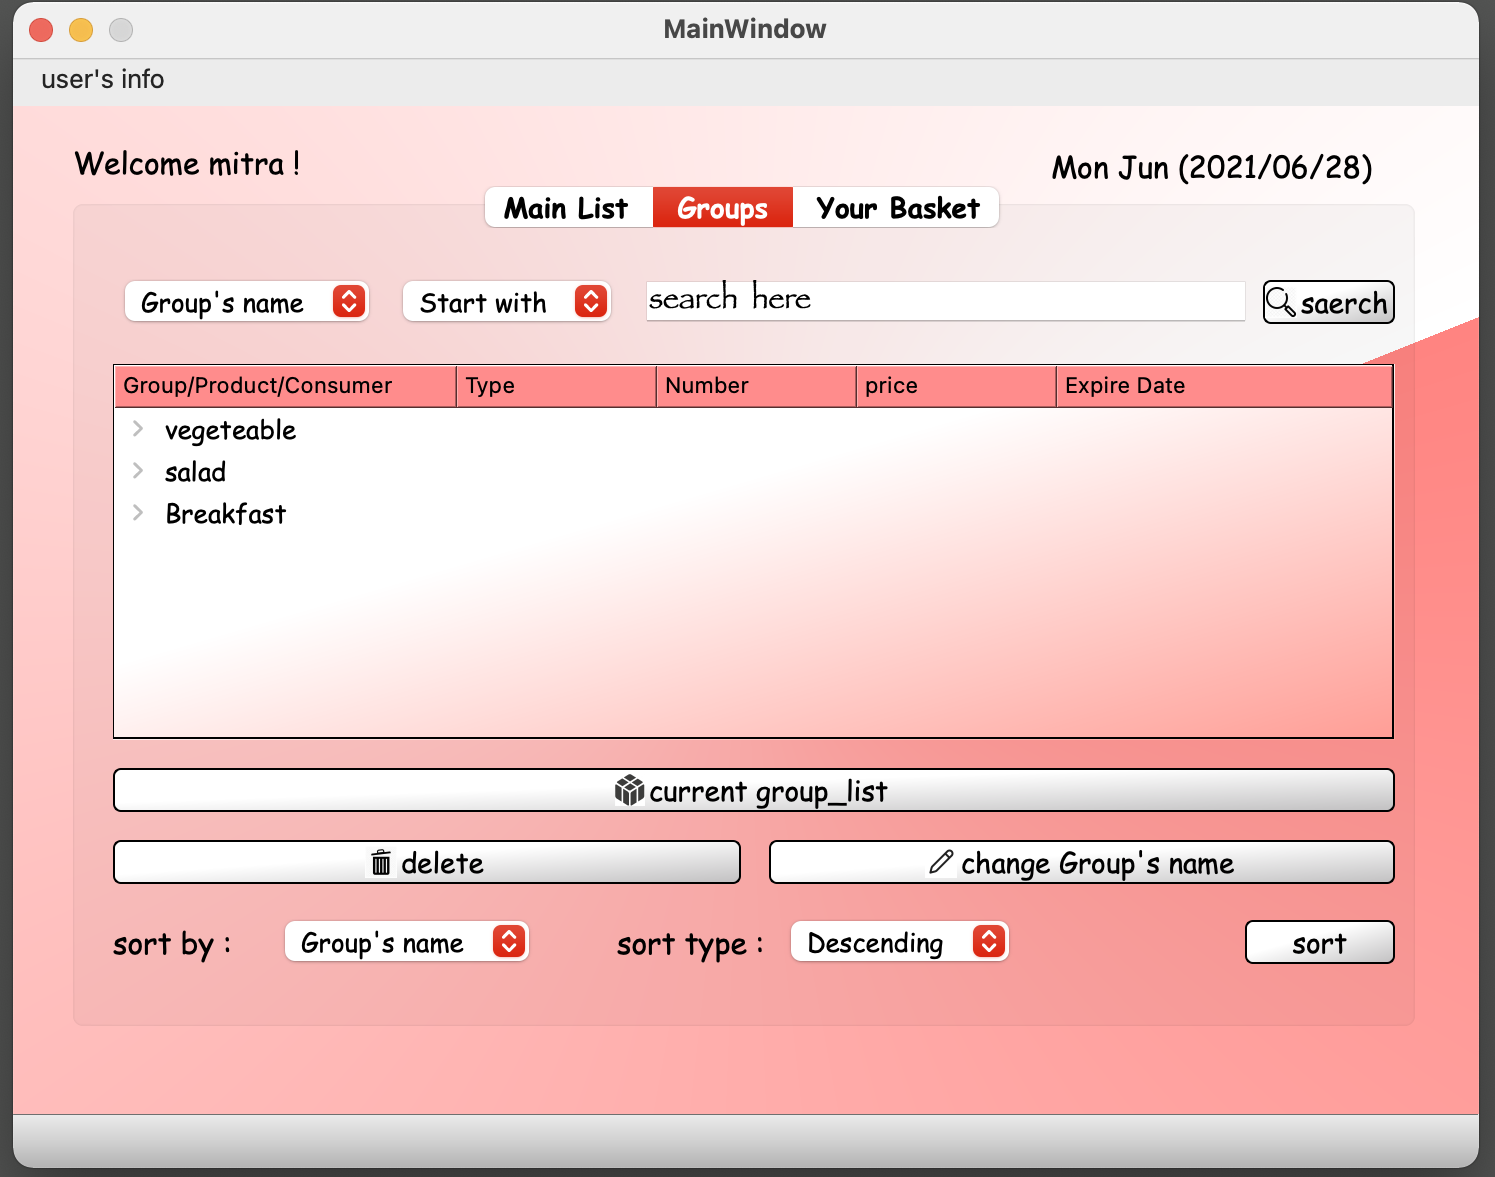 MainWindow
user's info
Welcome mitra !
Mon Jun (2021/06/28)
Main List Groups Your Basket
Group's name Start with search here saerch
Group/Product/Consumer Type Number price Expire Date
vegeteable
salad
Breakfast
current group_list
delete change Group's name
sort by : Group's name sort type : Descending sort